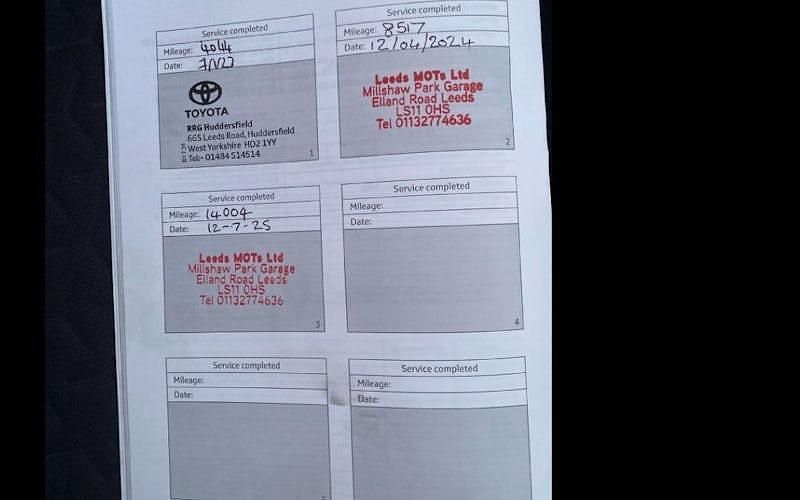 Service completed
Mileage: 4044
Date:
TOYOTA
RRG Huddersfield
665 Leeds Road, Huddersfield
West Yorkshire HD2 1YY
Tel:- 01484 514514
1
Service completed
Mileage: 8517
Date: 12/04/2024
Leeds MOTs Ltd
Millshaw Park Garage
Elland Road Leeds
LS11 0HS
Tel 01132774636
2
Service completed
Mileage: 14004
Date: 12-7-25
Leeds MOTs Ltd
Millshaw Park Garage
Elland Road Leeds
LS11 0HS
Tel 01132774636
3
Service completed
Mileage:
Date:
4
Service completed
Mileage:
Date:
Service completed
Mileage:
Date: